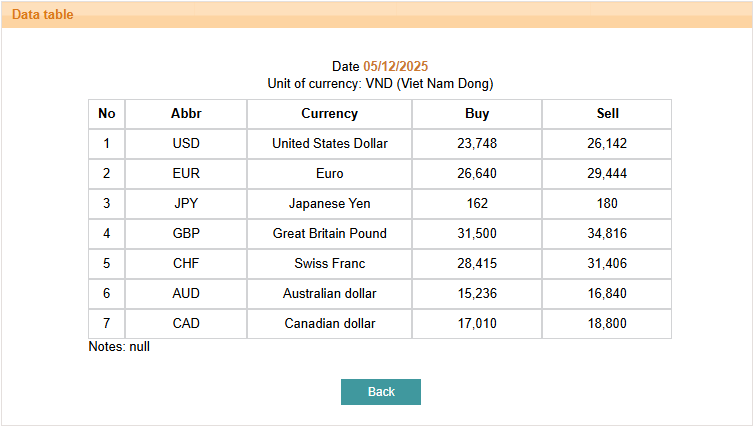 Data table
Date 05/12/2025
Unit of currency: VND (Viet Nam Dong)
No Abbr Currency Buy Sell
1 USD United States Dollar 23,748 26,142
2 EUR Euro 26,640 29,444
3 JPY Japanese Yen 162 180
4 GBP Great Britain Pound 31,500 34,816
5 CHF Swiss Franc 28,415 31,406
6 AUD Australian dollar 15,236 16,840
7 CAD Canadian dollar 17,010 18,800
Notes: null
Back